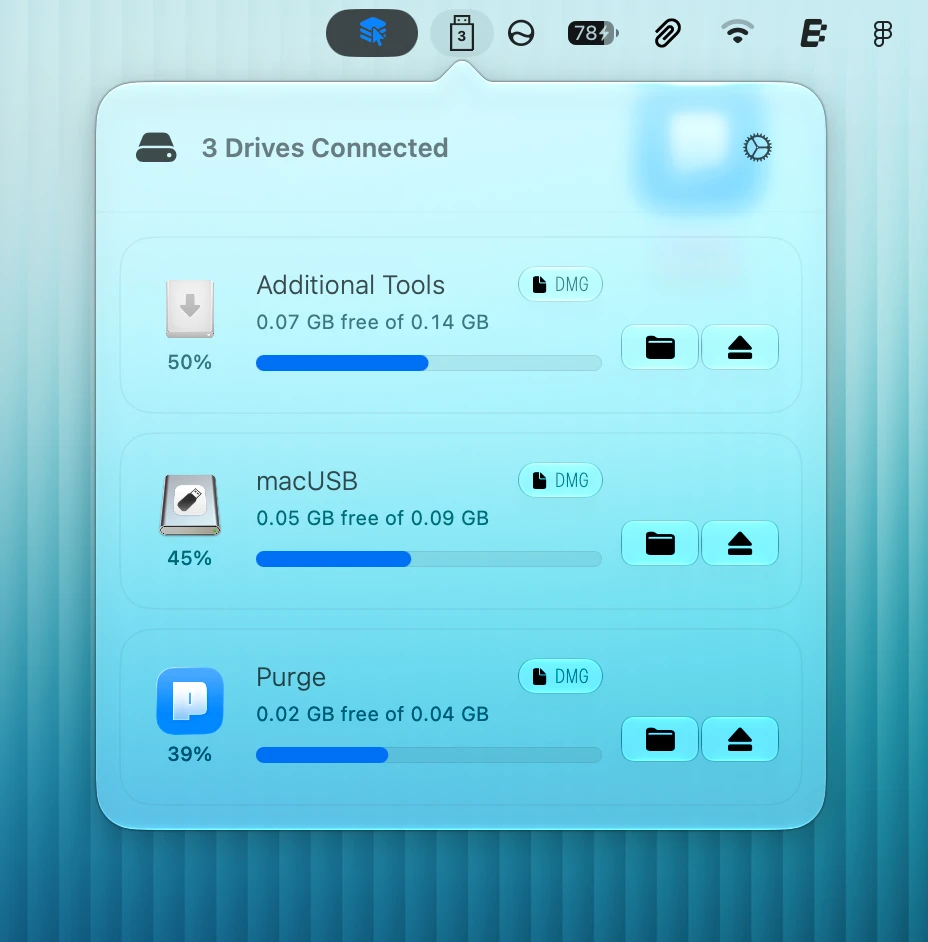 3
78
3 Drives Connected
Additional Tools
DMG
0.07 GB free of 0.14 GB
50%
macUSB
DMG
0.05 GB free of 0.09 GB
45%
Purge
DMG
0.02 GB free of 0.04 GB
39%